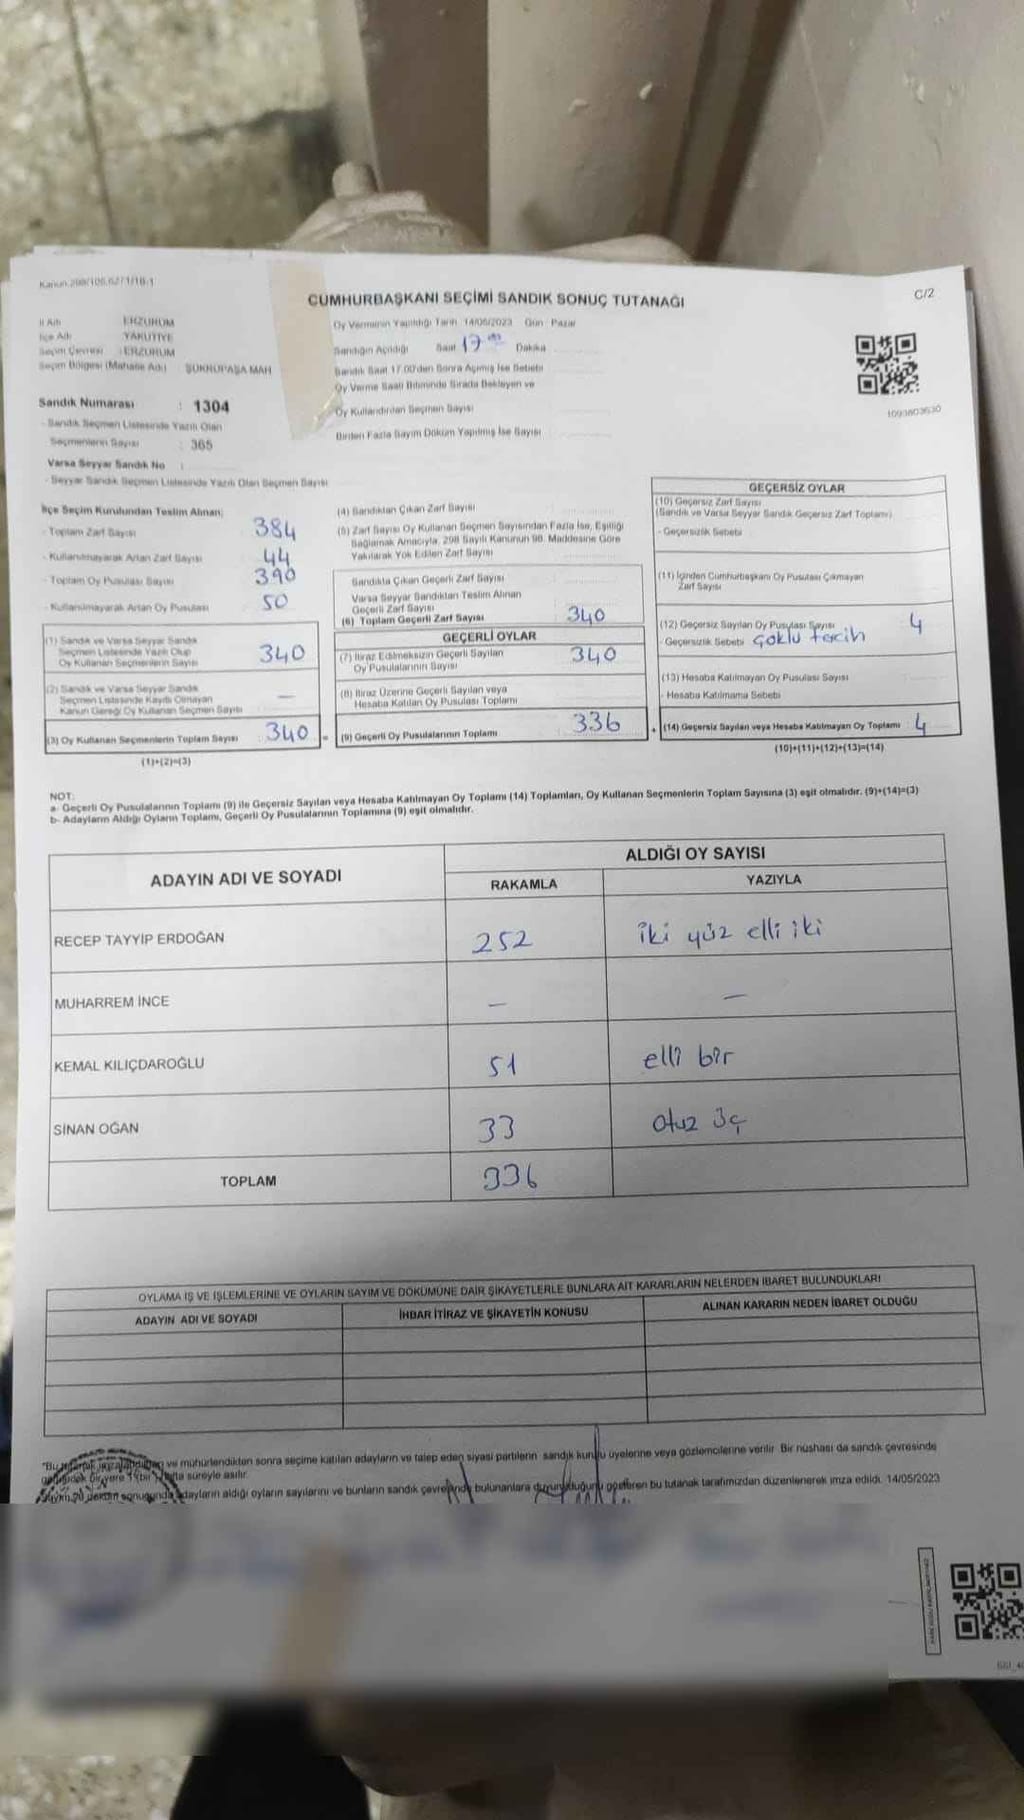 Kanun 298/105,6271/18-1
C/2
CUMHURBAŞKANI SEÇİMİ SANDIK SONUÇ TUTANAĞI
İl Adı : ERZURUM
İlçe Adı : YAKUTİYE
Seçim Çevresi : ERZURUM
Seçim Bölgesi (Mahalle Adı) : ŞÜKRÜPAŞA MAH
Sandık Numarası : 1304
- Sandık Seçmen Listesinde Yazılı Olan
Seçmenlerin Sayısı : 365
Varsa Seyyar Sandık No :
- Seyyar Sandık Seçmen Listesinde Yazılı Olan Seçmen Sayısı
Oy Vermenin Yapıldığı Tarih 14/05/2023 Gün Pazar
Sandığın Açıldığı Saat 17 00 Dakika
Sandık Saat 17.00'den Sonra Açılmış İse Sebebi
Oy Verme Saati Bitiminde Sırada Bekleyen ve
Oy Kullandırılan Seçmen Sayısı
Birden Fazla Sayım Döküm Yapılmış İse Sayısı
1093803630
İlçe Seçim Kurulundan Teslim Alınan;
- Toplam Zarf Sayısı 384
- Kullanılmayarak Artan Zarf Sayısı 44
- Toplam Oy Pusulası Sayısı 390
- Kullanılmayarak Artan Oy Pusulası 50
(1) Sandık ve Varsa Seyyar Sandık
Seçmen Listesinde Yazılı Olup
Oy Kullanan Seçmenlerin Sayısı 340
(2) Sandık ve Varsa Seyyar Sandık
Seçmen Listesinde Kayıtlı Olmayan
Kanun Gereği Oy Kullanan Seçmen Sayısı —
(3) Oy Kullanan Seçmenlerin Toplam Sayısı : 340 =
(1)+(2)=(3)
(4) Sandıktan Çıkan Zarf Sayısı
(5) Zarf Sayısı Oy Kullanan Seçmen Sayısından Fazla İse, Eşitliği
Sağlamak Amacıyla, 298 Sayılı Kanunun 98. Maddesine Göre
Yakılarak Yok Edilen Zarf Sayısı
Sandıkta Çıkan Geçerli Zarf Sayısı
Varsa Seyyar Sandıktan Teslim Alınan
Geçerli Zarf Sayısı
(6) Toplam Geçerli Zarf Sayısı 340
GEÇERLİ OYLAR
(7) İtiraz Edilmeksizin Geçerli Sayılan
Oy Pusulalarının Sayısı 340
(8) İtiraz Üzerine Geçerli Sayılan veya
Hesaba Katılan Oy Pusulası Toplamı
(9) Geçerli Oy Pusulalarının Toplamı 336 +
GEÇERSİZ OYLAR
(10) Geçersiz Zarf Sayısı
(Sandık ve Varsa Seyyar Sandık Geçersiz Zarf Toplamı)
- Geçersizlik Sebebi
(11) İçinden Cumhurbaşkanı Oy Pusulası Çıkmayan
Zarf Sayısı
(12) Geçersiz Sayılan Oy Pusulası Sayısı : 4
- Geçersizlik Sebebi Çoklu tercih
(13) Hesaba Katılmayan Oy Pusulası Sayısı
- Hesaba Katılmama Sebebi
(14) Geçersiz Sayılan veya Hesaba Katılmayan Oy Toplamı : 4
(10)+(11)+(12)+(13)=(14)
NOT:
a- Geçerli Oy Pusulalarının Toplamı (9) ile Geçersiz Sayılan veya Hesaba Katılmayan Oy Toplamı (14) Toplamları, Oy Kullanan Seçmenlerin Toplam Sayısına (3) eşit olmalıdır. (9)+(14)=(3)
b- Adayların Aldığı Oyların Toplamı, Geçerli Oy Pusulalarının Toplamına (9) eşit olmalıdır.
ADAYIN ADI VE SOYADI
ALDIĞI OY SAYISI
RAKAMLA YAZIYLA
RECEP TAYYİP ERDOĞAN 252 iki yüz elli iki
MUHARREM İNCE — —
KEMAL KILIÇDAROĞLU 51 elli bir
SİNAN OĞAN 33 Otuz üç
TOPLAM 336
OYLAMA İŞ VE İŞLEMLERİNE VE OYLARIN SAYIM VE DÖKÜMÜNE DAİR ŞİKAYETLERLE BUNLARA AİT KARARLARIN NELERDEN İBARET BULUNDUKLARI
ADAYIN ADI VE SOYADI İHBAR İTİRAZ VE ŞİKAYETİN KONUSU ALINAN KARARIN NEDEN İBARET OLDUĞU
"Bu ve mühürlendikten sonra seçime katılan adayların ve talep eden siyasi partilerin sandık kurulu üyelerine veya gözlemcilerine verilir. Bir nüshası da sandık çevresinde
bir yere 1 (bir) hafta süreyle asılır.
Sayım ve döküm sonucunda adayların aldığı oyların sayılarını ve bunların sandık çevresinde bulunanlara duyurulduğunu gösteren bu tutanak tarafımızdan düzenlenerek imza edildi. 14/05/2023